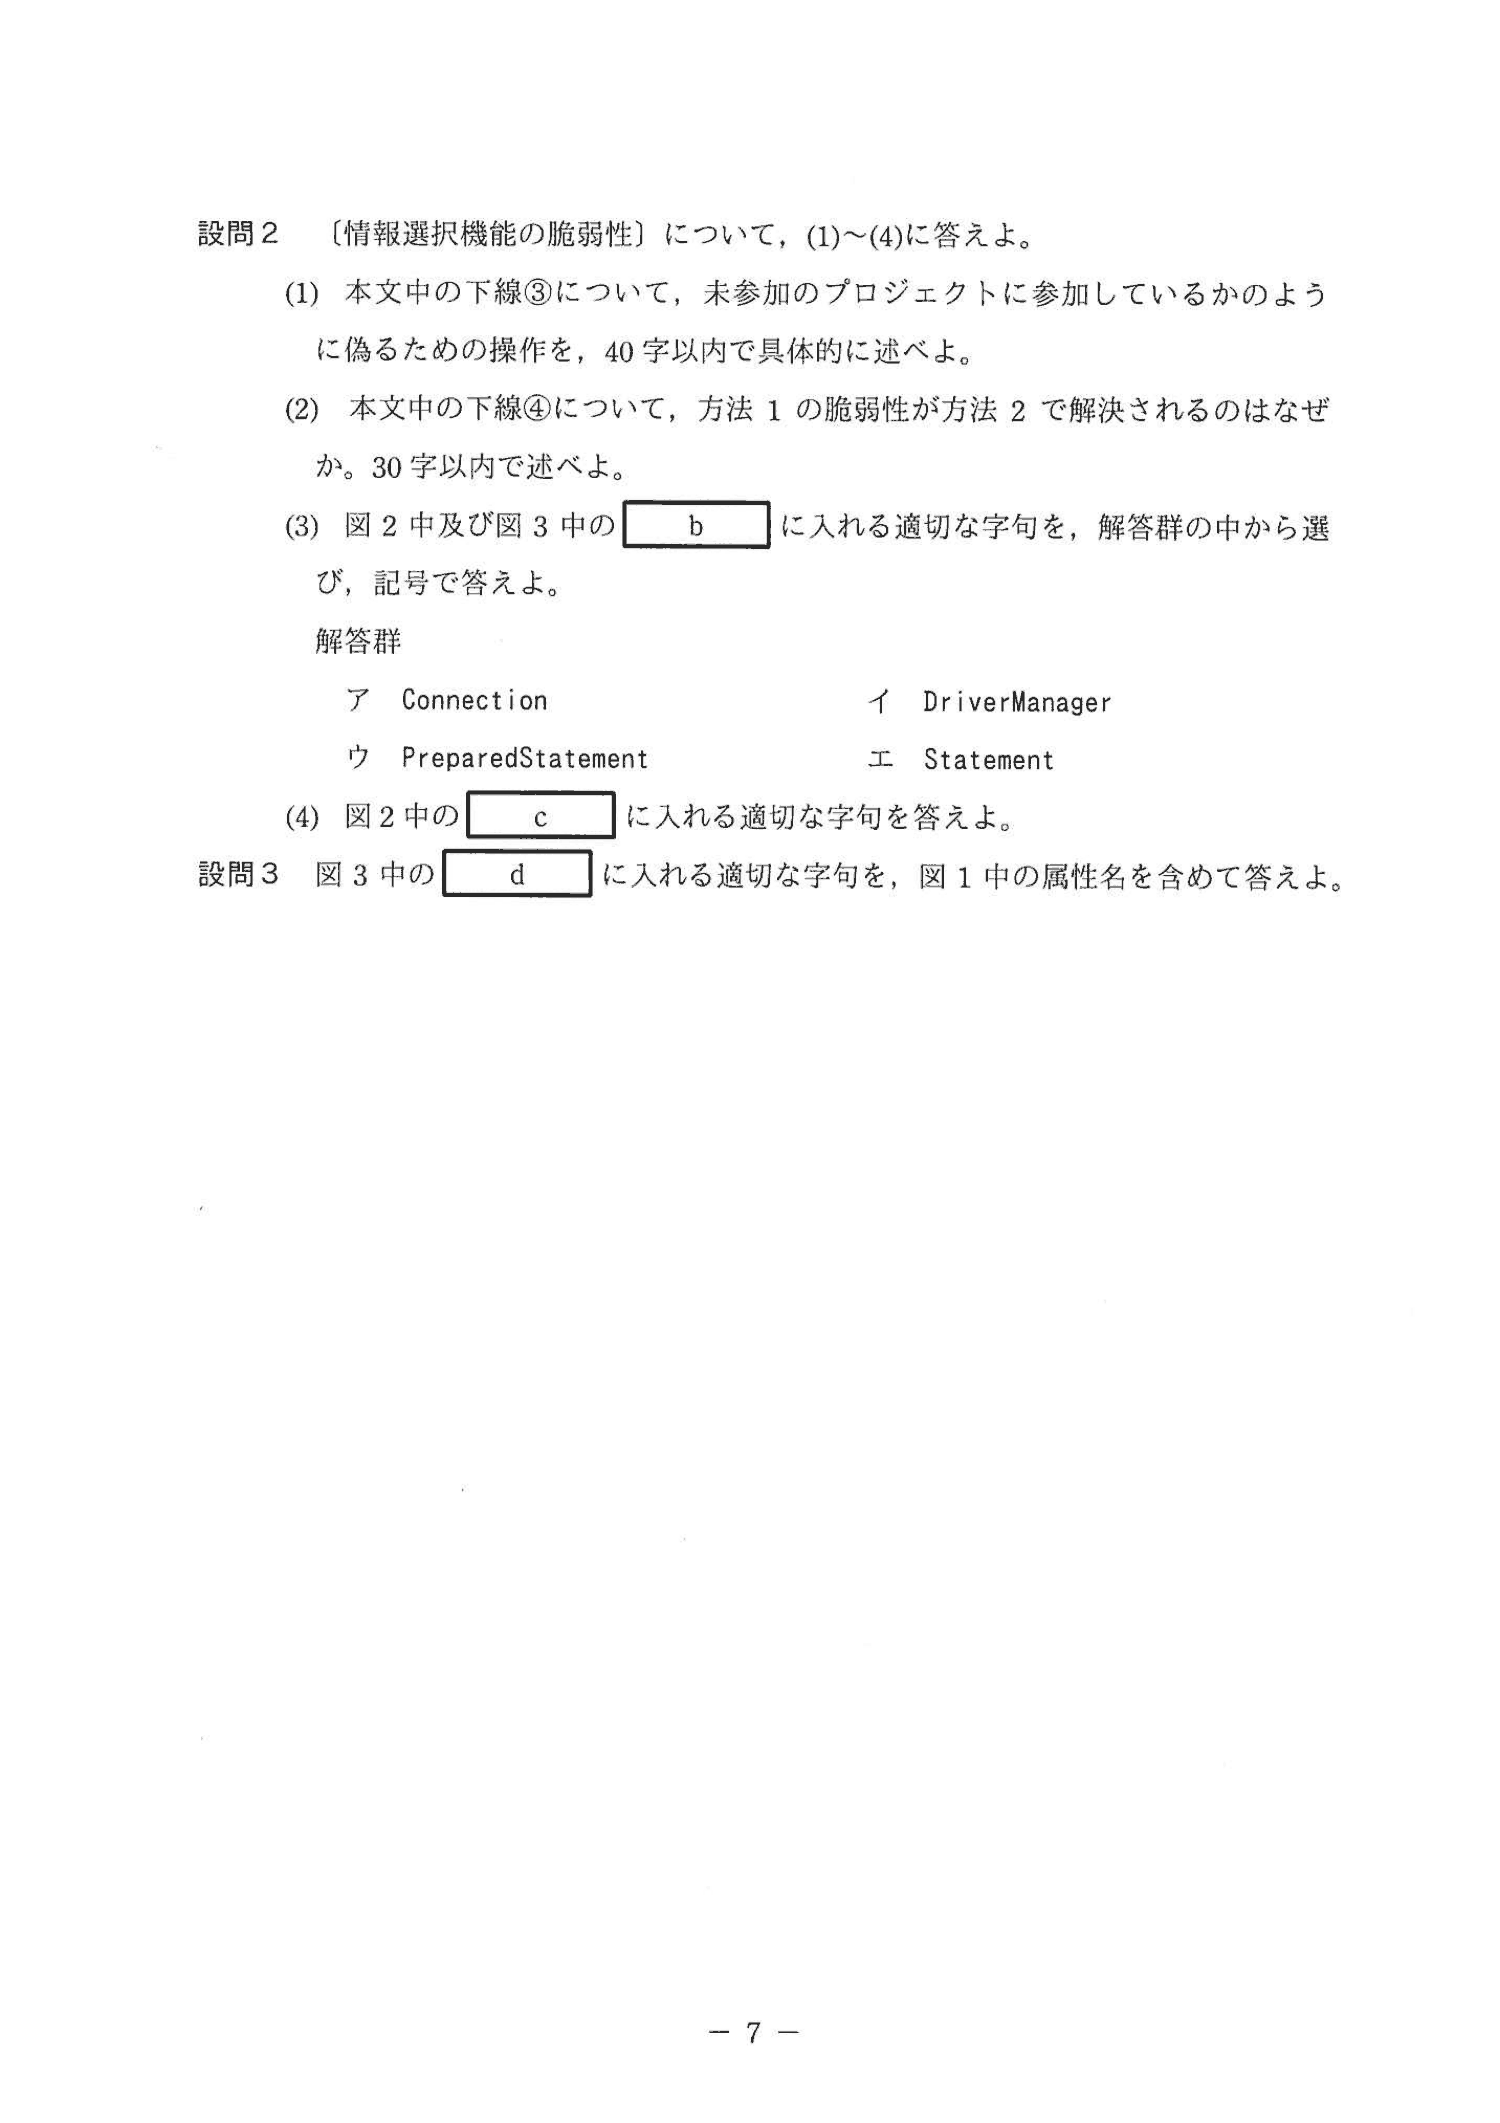 設問2　〔情報選択機能の脆弱性〕について，(1)～(4)に答えよ。
(1)　本文中の下線③について，未参加のプロジェクトに参加しているかのよう
に偽るための操作を，40字以内で具体的に述べよ。
(2)　本文中の下線④について，方法 1 の脆弱性が方法 2 で解決されるのはなぜ
か。30字以内で述べよ。
(3)　図 2 中及び図 3 中の b に入れる適切な字句を，解答群の中から選
び，記号で答えよ。
解答群
ア　Connection　イ　DriverManager
ウ　PreparedStatement　エ　Statement
(4)　図 2 中の c に入れる適切な字句を答えよ。
設問3　図 3 中の d に入れる適切な字句を，図 1 中の属性名を含めて答えよ。
－ 7 －